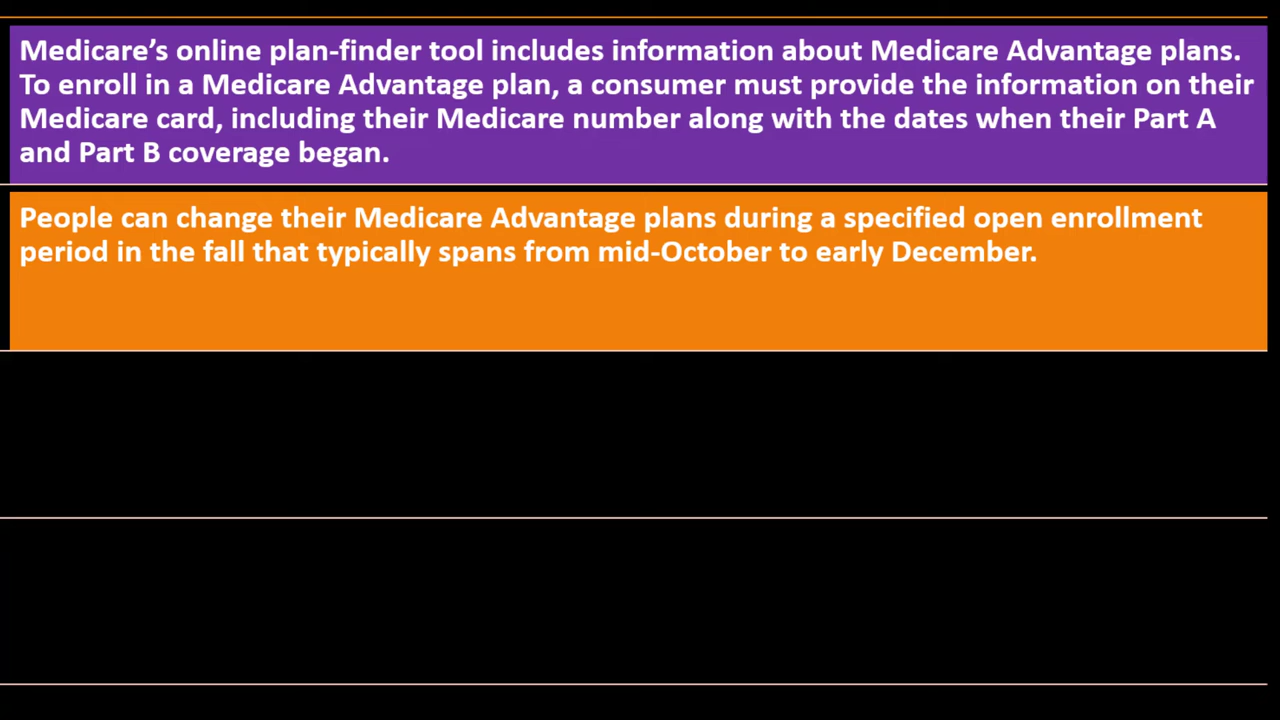 Medicare’s online plan-finder tool includes information about Medicare Advantage plans.
To enroll in a Medicare Advantage plan, a consumer must provide the information on their
Medicare card, including their Medicare number along with the dates when their Part A
and Part B coverage began.
People can change their Medicare Advantage plans during a specified open enrollment
period in the fall that typically spans from mid-October to early December.